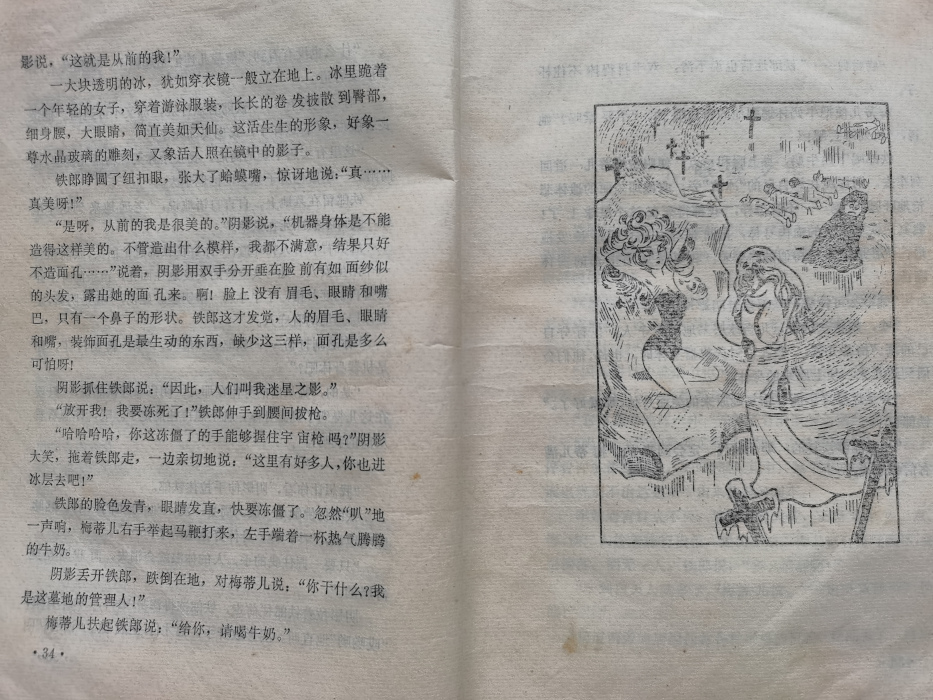 影说，“这就是从前的我！”
一大块透明的冰，犹如穿衣镜一般立在地上。冰里跪着
一个年轻的女子，穿着游泳服装，长长的卷发披散到臀部，
细身腰，大眼睛，简直美如天仙。这活生生的形象，好象一
尊水晶玻璃的雕刻，又象活人照在镜中的影子。
铁郎睁圆了纽扣眼，张大了蛤蟆嘴，惊讶地说：“真……
真美呀！”
“是呀，从前的我是很美的。”阴影说，“机器身体是不能
造得这样美的。不管造出什么模样，我都不满意，结果只好
不造面孔……”说着，阴影用双手分开垂在脸前有如面纱似
的头发，露出她的面孔来。啊！脸上没有眉毛、眼睛和嘴
巴，只有一个鼻子的形状。铁郎这才发觉，人的眉毛、眼睛
和嘴，装饰面孔是最生动的东西，缺少这三样，面孔是多么
可怕呀！
阴影抓住铁郎说：“因此，人们叫我迷星之影。”
“放开我！我要冻死了！”铁郎伸手到腰间拔枪。
“哈哈哈哈，你这冻僵了的手能够握住宇宙枪吗？”阴影
大笑，拖着铁郎走，一边亲切地说：“这里有好多人，你也进
冰层去吧！”
铁郎的脸色发青，眼睛发直，快要冻僵了。忽然“叭”地
一声响，梅蒂儿右手举起马鞭打来，左手端着一杯热气腾腾
的牛奶。
阴影丢开铁郎，跌倒在地，对梅蒂儿说：“你干什么？我
是这墓地的管理人！”
梅蒂儿扶起铁郎说：“给你，请喝牛奶。”
·34·